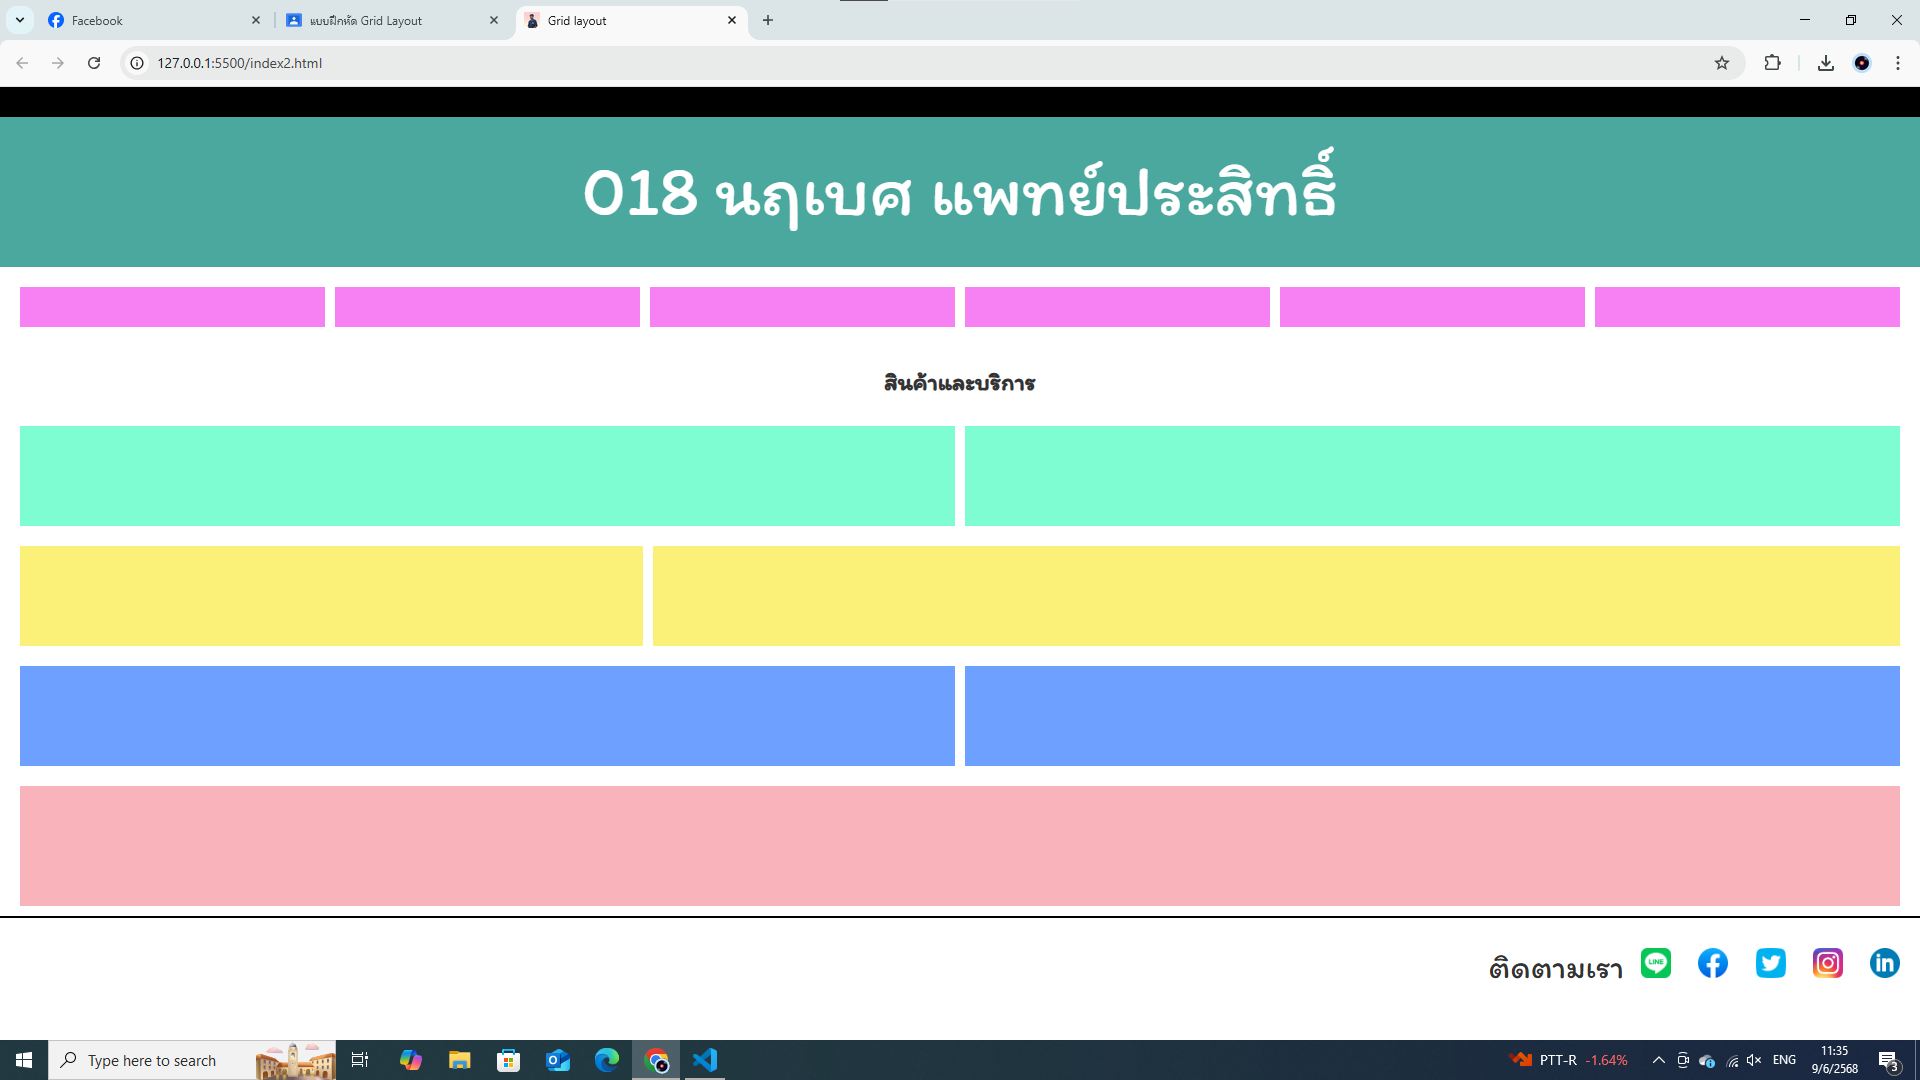 Facebook
แบบฝึกหัด Grid Layout
Grid layout
127.0.0.1:5500/index2.html
018 นฤเบศ แพทย์ประสิทธิ์
สินค้าและบริการ
ติดตามเรา
LINE
Type here to search
PTT-R -1.64%
ENG
11:35
9/6/2568
3